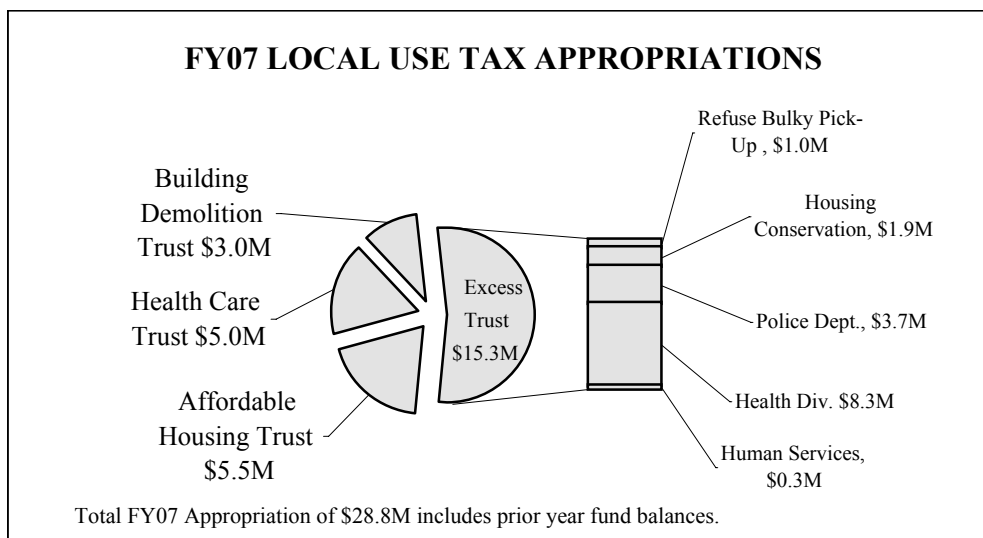 FY07 LOCAL USE TAX APPROPRIATIONS
Building
Demolition
Trust $3.0M
Health Care
Trust $5.0M
Affordable
Housing Trust
$5.5M
Excess
Trust
$15.3M
Refuse Bulky Pick-
Up , $1.0M
Housing
Conservation, $1.9M
Police Dept., $3.7M
Health Div. $8.3M
Human Services,
$0.3M
Total FY07 Appropriation of $28.8M includes prior year fund balances.